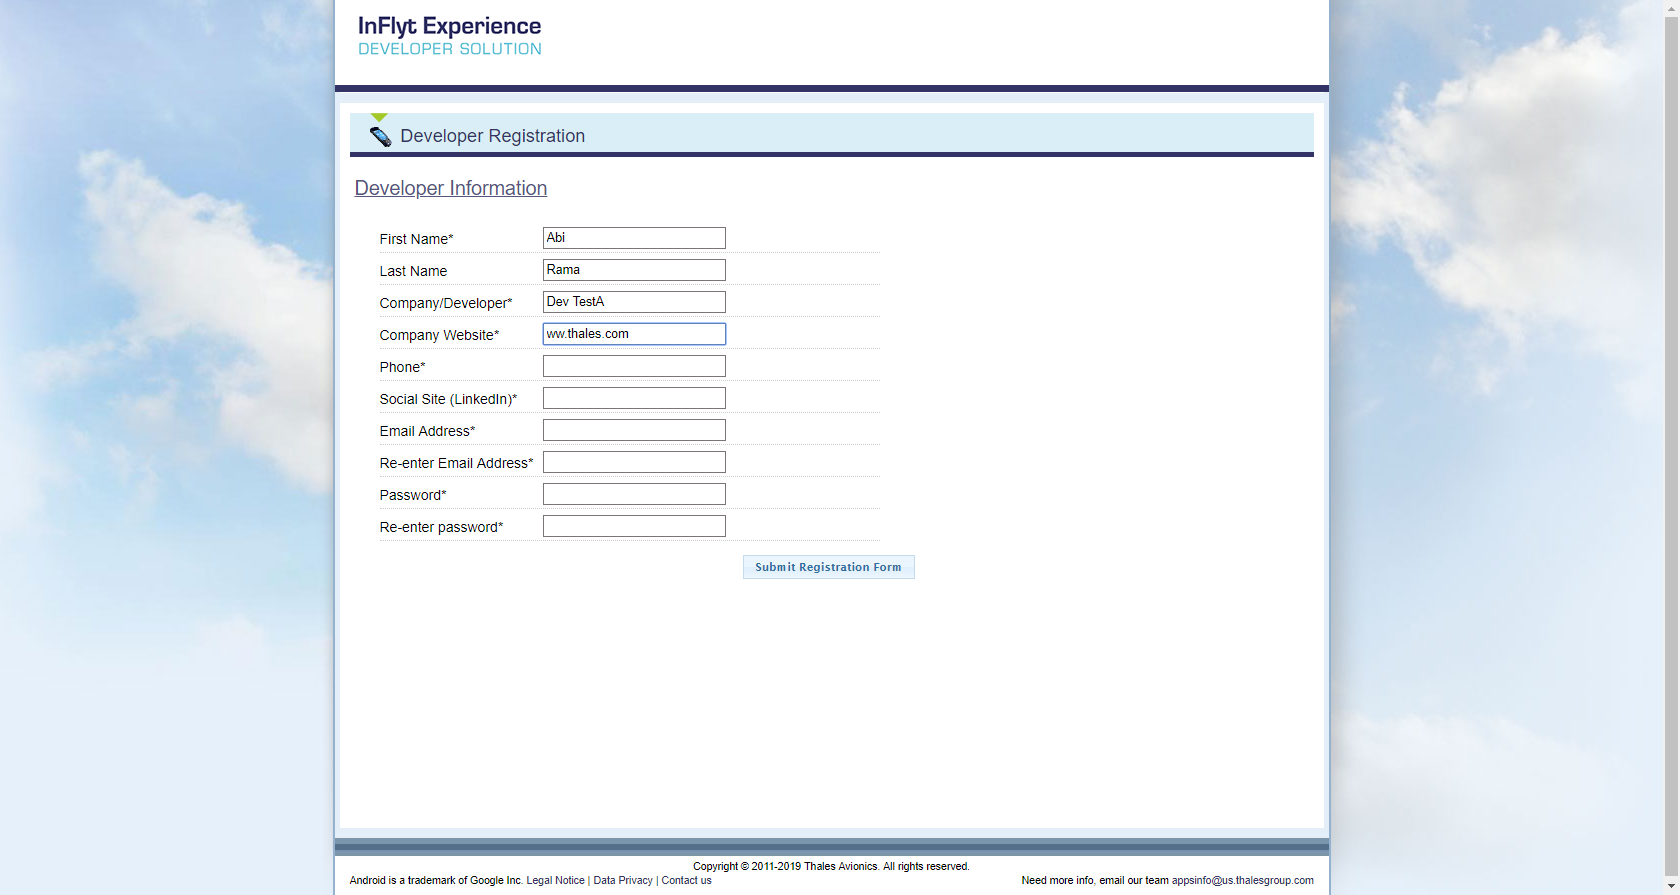 InFlyt Experience
DEVELOPER SOLUTION
Developer Registration
Developer Information
First Name* Abi
Last Name Rama
Company/Developer* Dev TestA
Company Website* ww.thales.com
Phone*
Social Site (LinkedIn)*
Email Address*
Re-enter Email Address*
Password*
Re-enter password*
Submit Registration Form
Copyright © 2011-2019 Thales Avionics. All rights reserved.
Android is a trademark of Google Inc. Legal Notice | Data Privacy | Contact us
Need more info, email our team appsinfo@us.thalesgroup.com